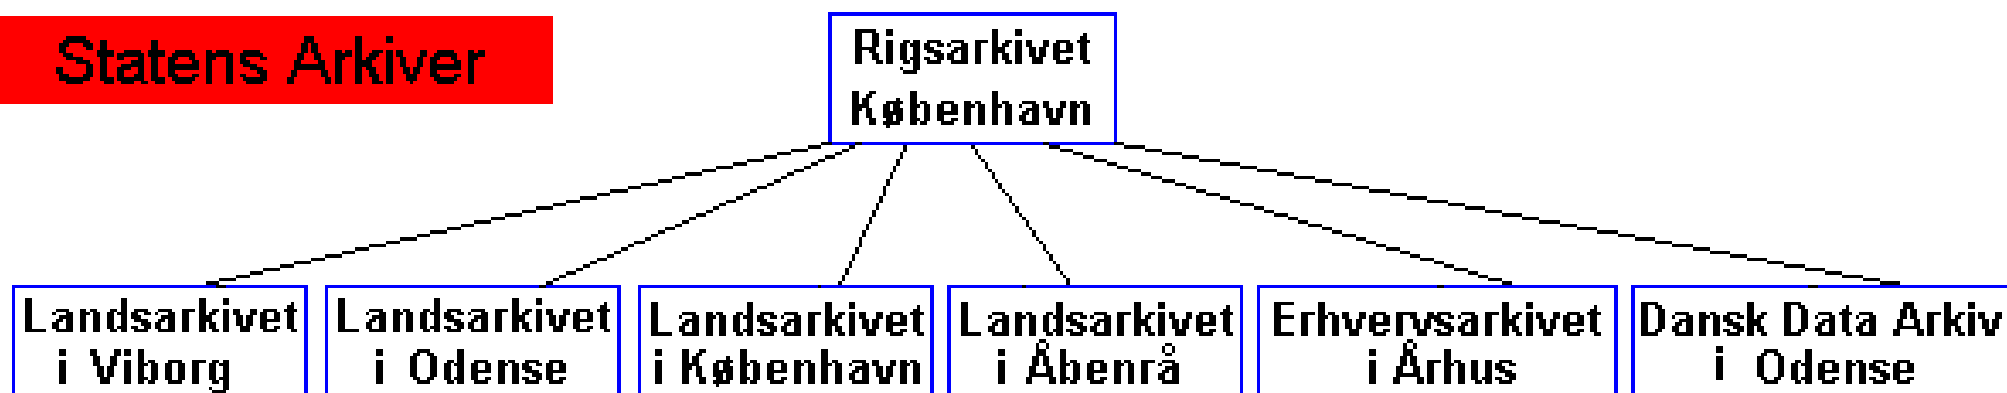 Statens Arkiver
Rigsarkivet
København
Landsarkivet
i Viborg
Landsarkivet
i Odense
Landsarkivet
i København
Landsarkivet
i Åbenrå
Erhvervsarkivet
i Århus
Dansk Data Arkiv
i Odense